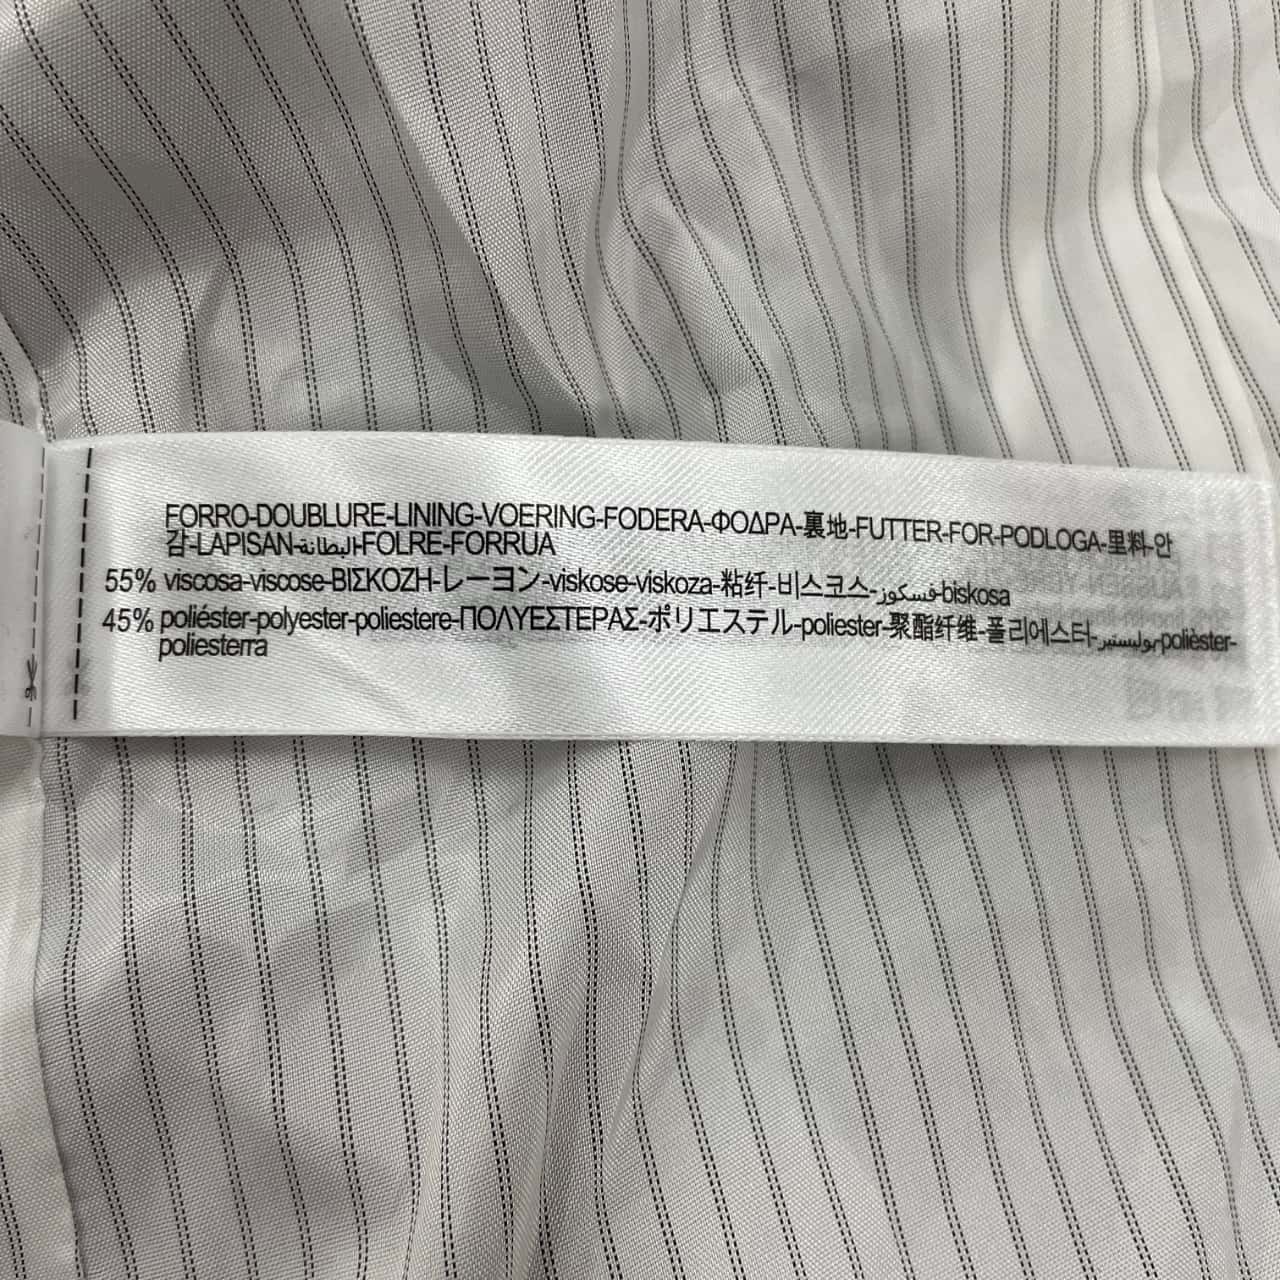 FORRO-DOUBLURE-LINING-VOERING-FODERA-ΦΟΔΡΑ-裏地-FUTTER-FOR-PODLOGA-里料-안
감-LAPISAN-البطانة-FOLRE-FORRUA
55% viscosa-viscose-ΒΙΣΚΟΖΗ-レーヨン-viskose-viskoza-粘纤-비스코스-فسكوز-biskosa
45% poliéster-polyester-poliestere-ΠΟΛΥΕΣΤΕΡΑΣ-ポリエステル-poliester-聚酯纤维-폴리에스터-بوليستير-polièster-
poliesterra